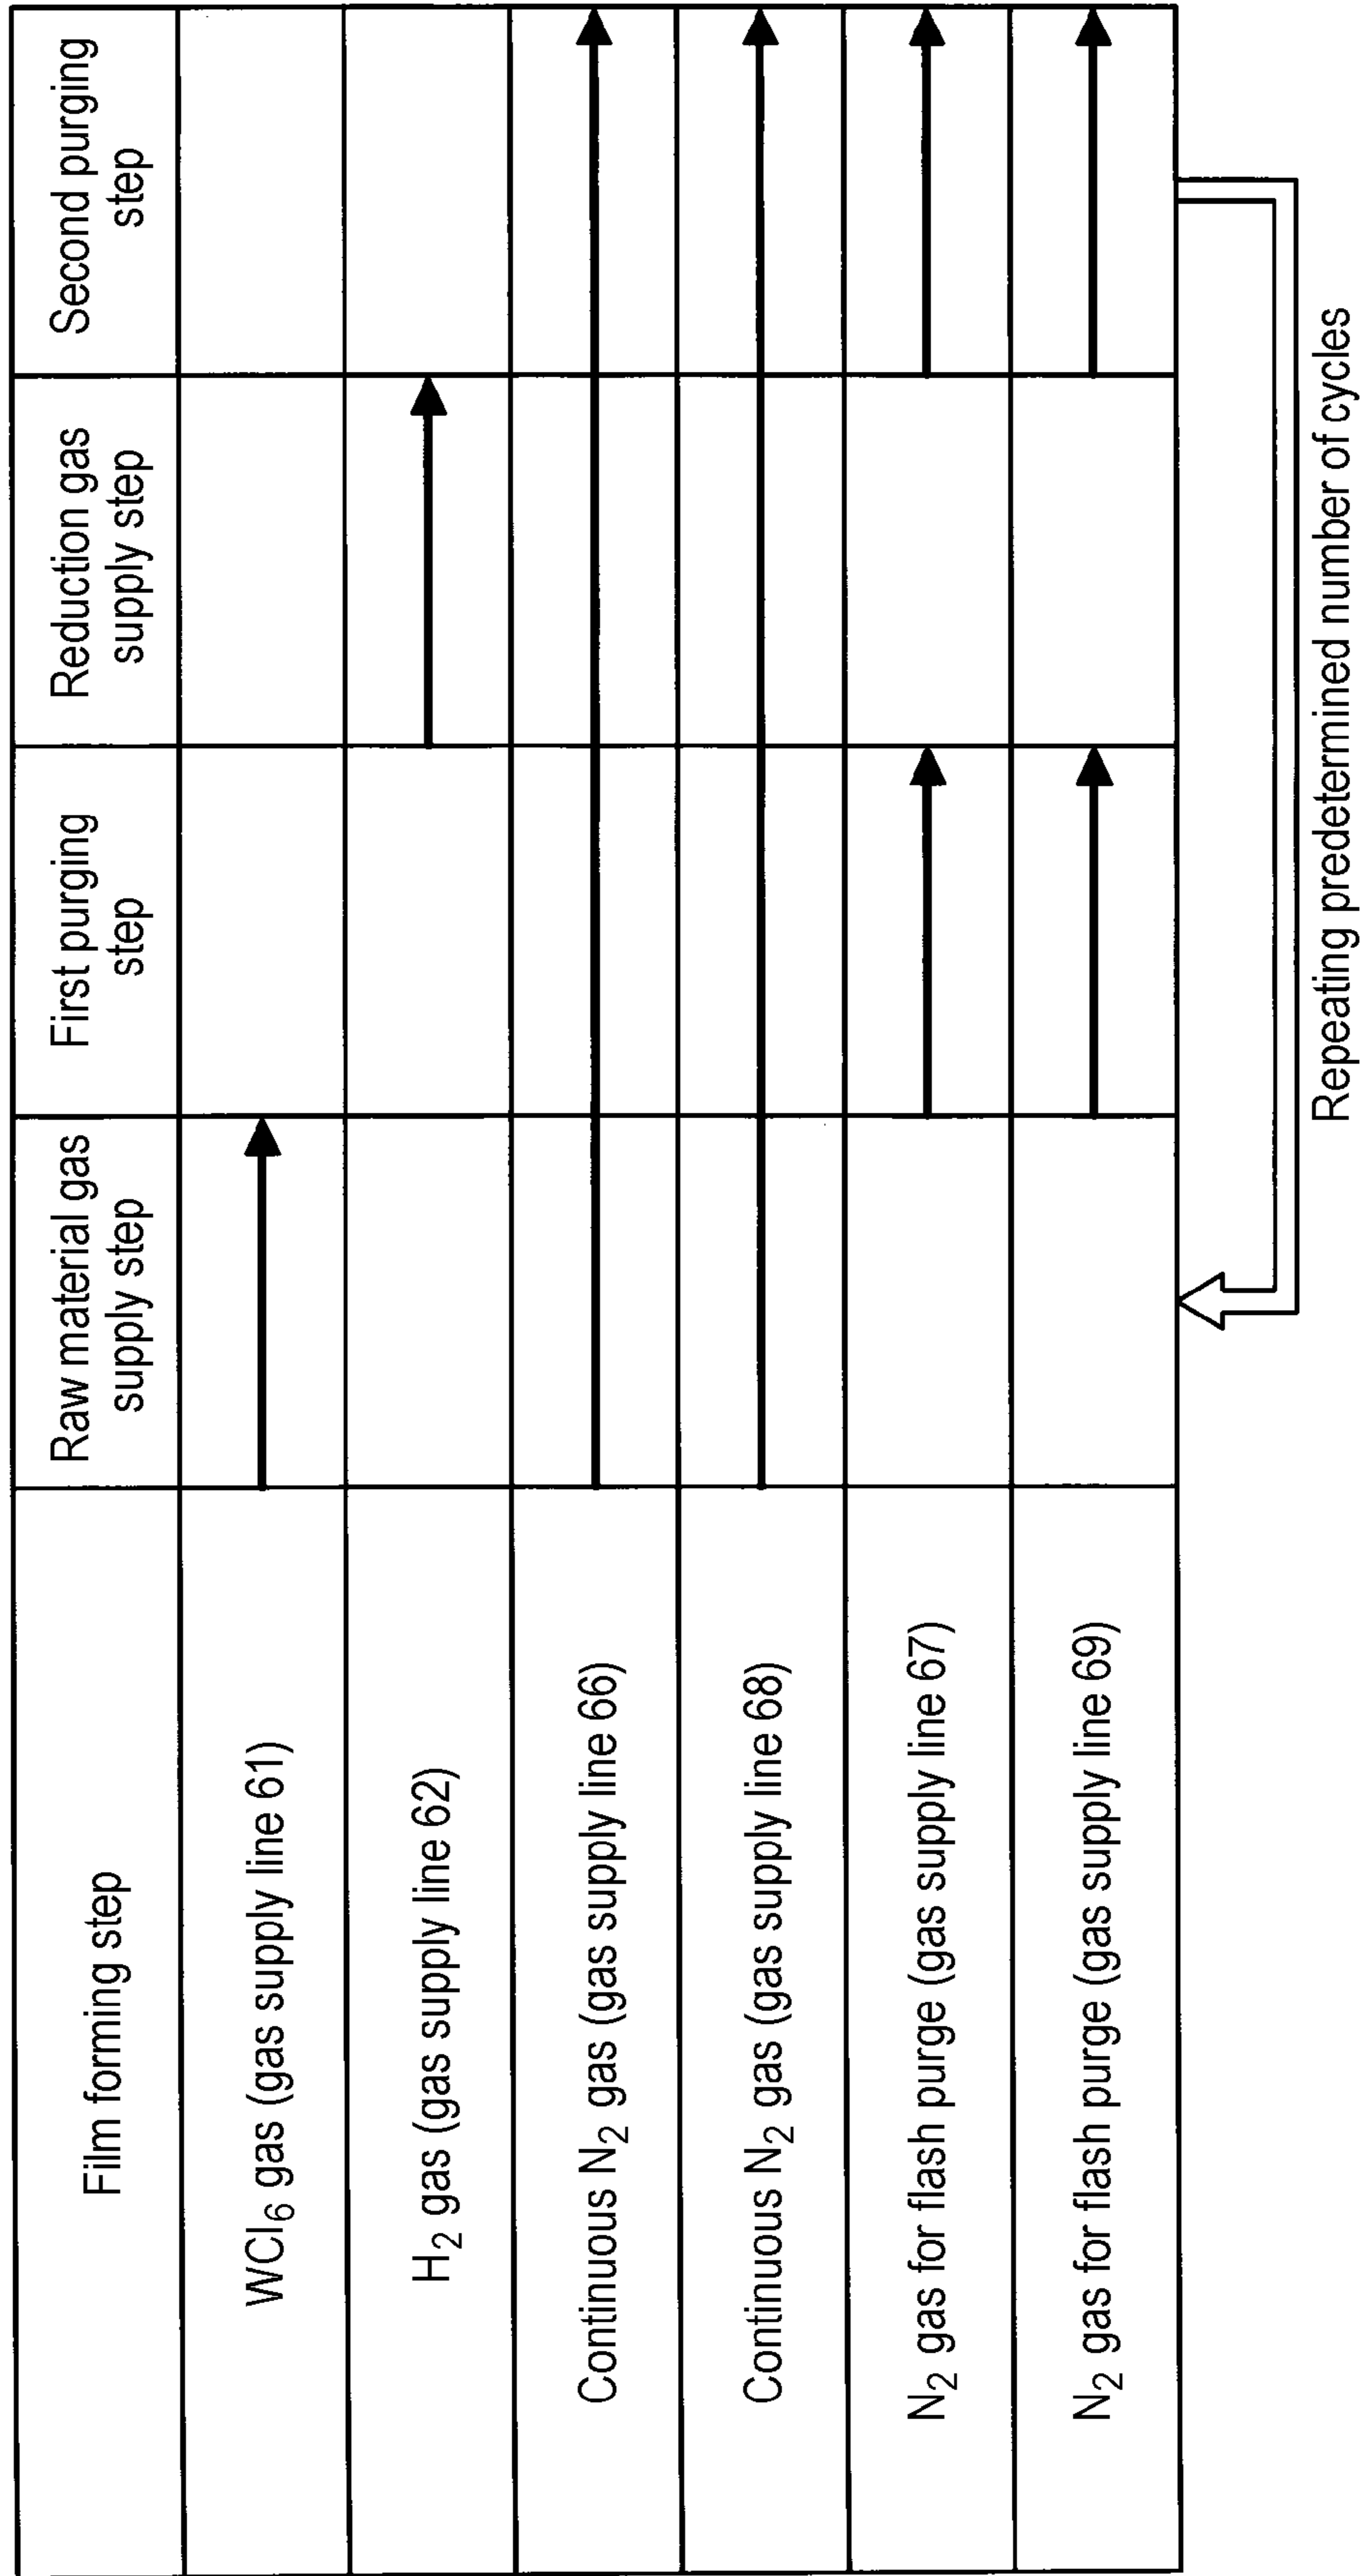 Film forming step
Raw material gas
supply step
First purging
step
Reduction gas
supply step
Second purging
step
WCl₆ gas (gas supply line 61)
H₂ gas (gas supply line 62)
Continuous N₂ gas (gas supply line 66)
Continuous N₂ gas (gas supply line 68)
N₂ gas for flash purge (gas supply line 67)
N₂ gas for flash purge (gas supply line 69)
Repeating predetermined number of cycles